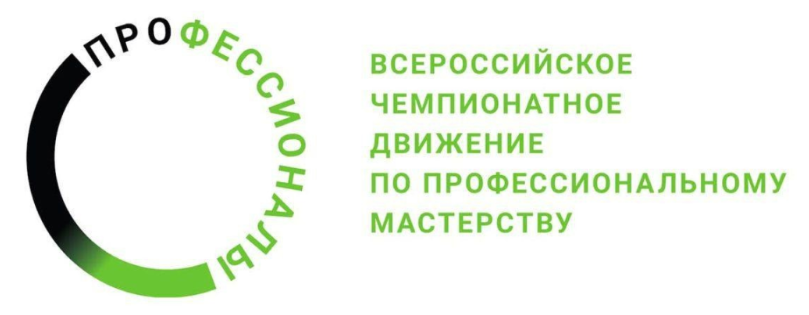 ПРОФЕССИОНАЛЫ
ВСЕРОССИЙСКОЕ
ЧЕМПИОНАТНОЕ
ДВИЖЕНИЕ
ПО ПРОФЕССИОНАЛЬНОМУ
МАСТЕРСТВУ